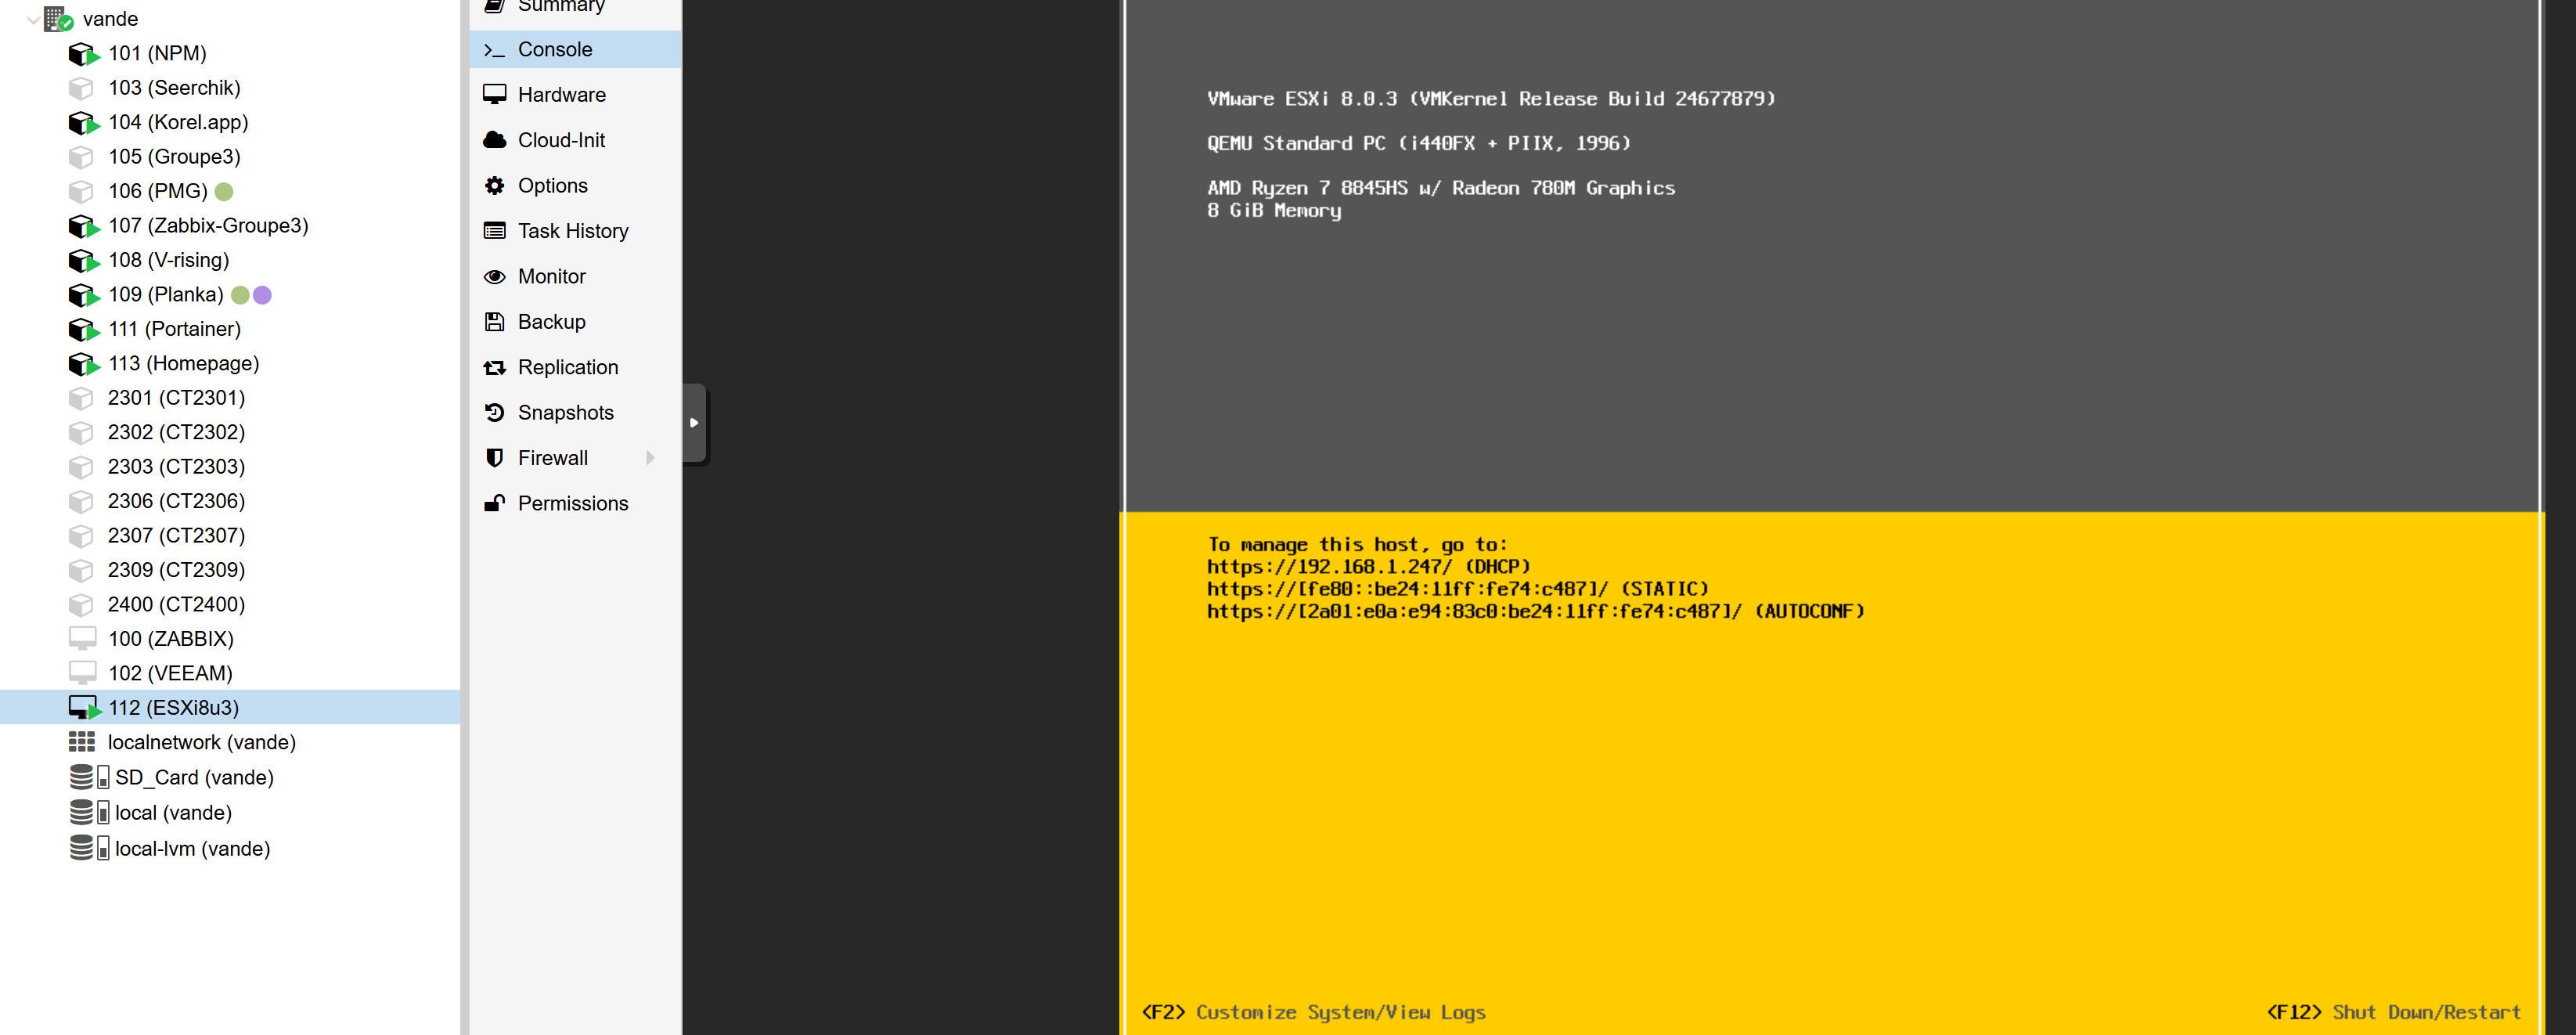 vande
101 (NPM)
103 (Seerchik)
104 (Korel.app)
105 (Groupe3)
106 (PMG)
107 (Zabbix-Groupe3)
108 (V-rising)
109 (Planka)
111 (Portainer)
113 (Homepage)
2301 (CT2301)
2302 (CT2302)
2303 (CT2303)
2306 (CT2306)
2307 (CT2307)
2309 (CT2309)
2400 (CT2400)
100 (ZABBIX)
102 (VEEAM)
112 (ESXi8u3)
localnetwork (vande)
SD_Card (vande)
local (vande)
local-lvm (vande)
Summary
Console
Hardware
Cloud-Init
Options
Task History
Monitor
Backup
Replication
Snapshots
Firewall
Permissions
VMware ESXi 8.0.3 (VMKernel Release Build 24677879)
QEMU Standard PC (i440FX + PIIX, 1996)
AMD Ryzen 7 8845HS w/ Radeon 780M Graphics
8 GiB Memory
To manage this host, go to:
https://192.168.1.247/ (DHCP)
https://[fe80::be24:11ff:fe74:c487]/ (STATIC)
https://[2a01:e0a:e94:83c0:be24:11ff:fe74:c487]/ (AUTOCONF)
<F2> Customize System/View Logs
<F12> Shut Down/Restart